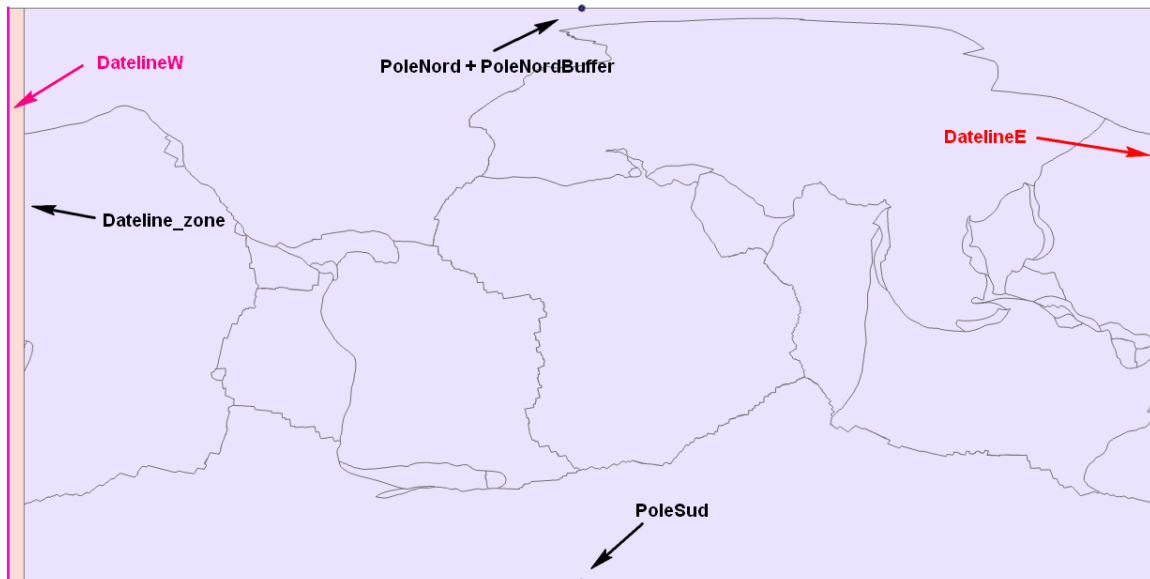 DatelineW
PoleNord + PoleNordBuffer
DatelineE
Dateline_zone
PoleSud